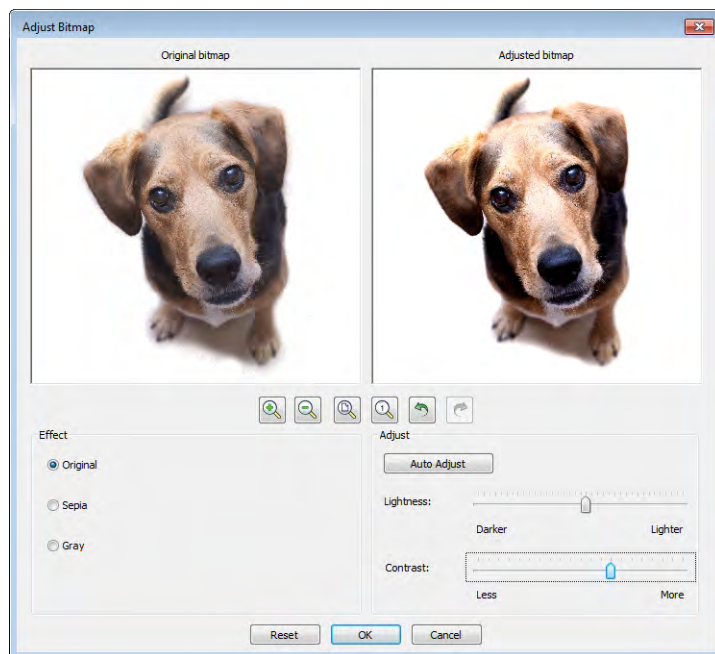 Adjust Bitmap
Original bitmap
Adjusted bitmap
1
Effect
Original
Sepia
Gray
Adjust
Auto Adjust
Lightness:
Darker Lighter
Contrast:
Less More
Reset OK Cancel